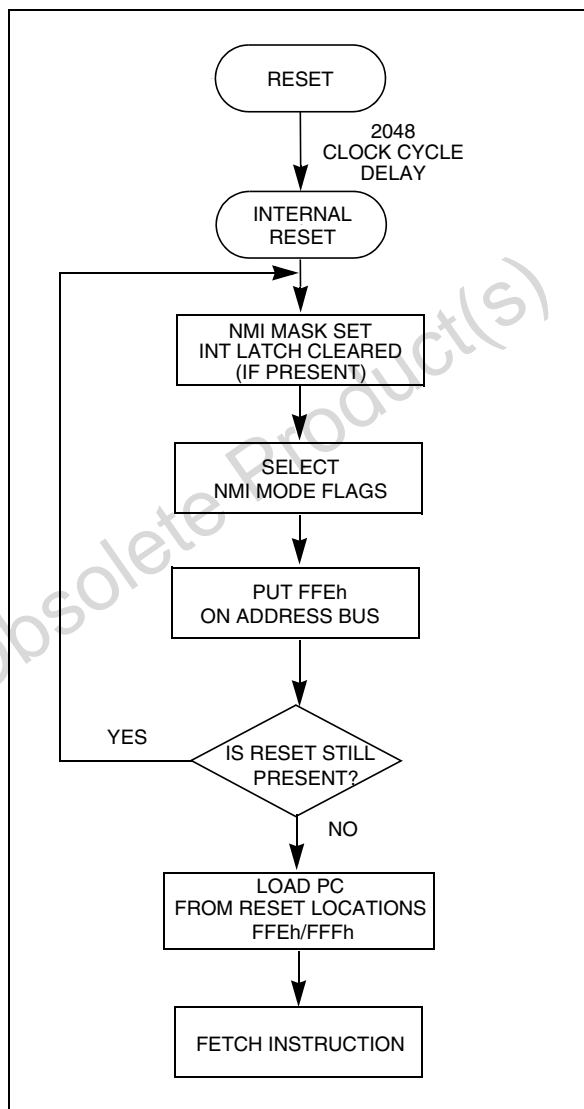 RESET
2048
CLOCK CYCLE
DELAY
INTERNAL
RESET
NMI MASK SET
INT LATCH CLEARED
(IF PRESENT)
SELECT
NMI MODE FLAGS
PUT FFEh
ON ADDRESS BUS
IS RESET STILL
PRESENT?
YES
NO
LOAD PC
FROM RESET LOCATIONS
FFEh/FFFh
FETCH INSTRUCTION
Obsolete Product(s)